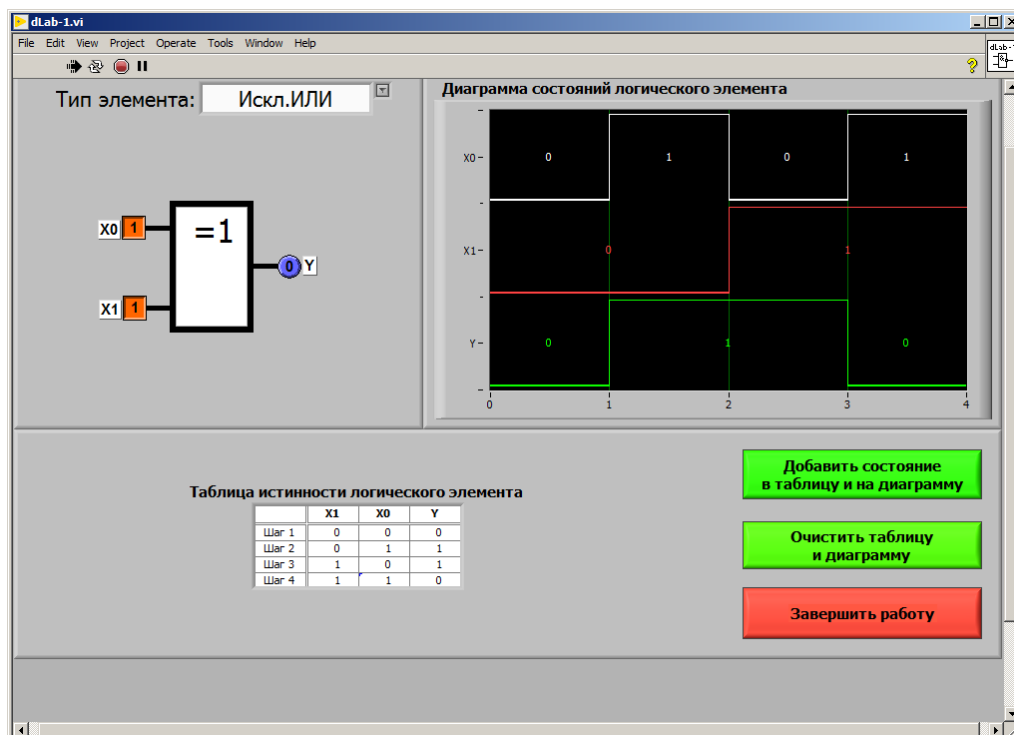 dLab-1.vi
File Edit View Project Operate Tools Window Help
?
Тип элемента: Искл.ИЛИ
X0 1
=1
0 Y
X1 1
Диаграмма состояний логического элемента
X0 0 1 0 1
X1 0 1
Y 0 1 0
0 1 2 3 4
Таблица истинности логического элемента
X1 X0 Y
Шаг 1 0 0 0
Шаг 2 0 1 1
Шаг 3 1 0 1
Шаг 4 1 1 0
Добавить состояние
в таблицу и на диаграмму
Очистить таблицу
и диаграмму
Завершить работу